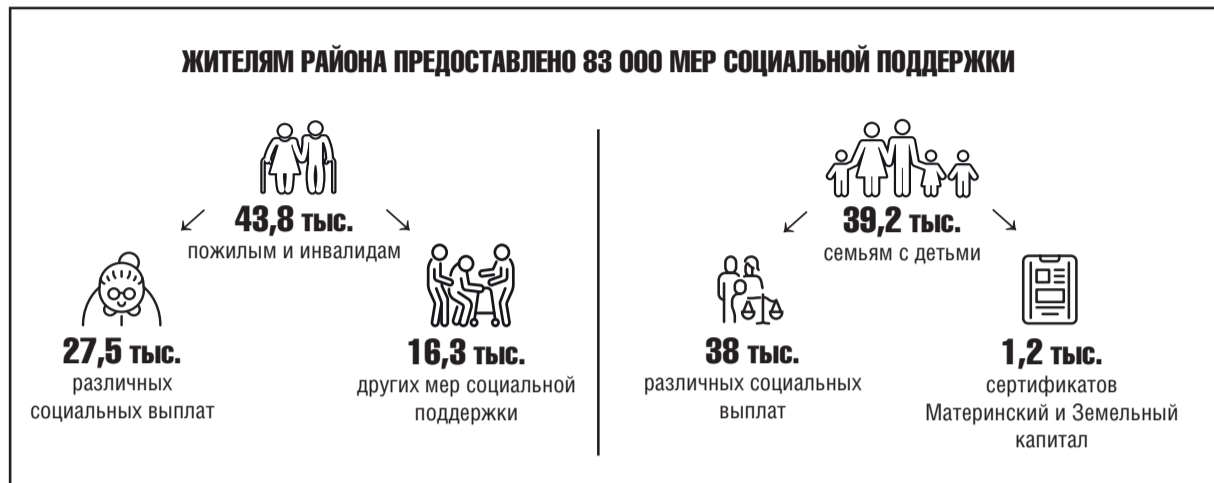 ЖИТЕЛЯМ РАЙОНА ПРЕДОСТАВЛЕНО 83 000 МЕР СОЦИАЛЬНОЙ ПОДДЕРЖКИ
43,8 тыс.
пожилым и инвалидам
27,5 тыс.
различных
социальных выплат
16,3 тыс.
других мер социальной
поддержки
39,2 тыс.
семьям с детьми
38 тыс.
различных социальных
выплат
1,2 тыс.
сертификатов
Материнский и Земельный
капитал